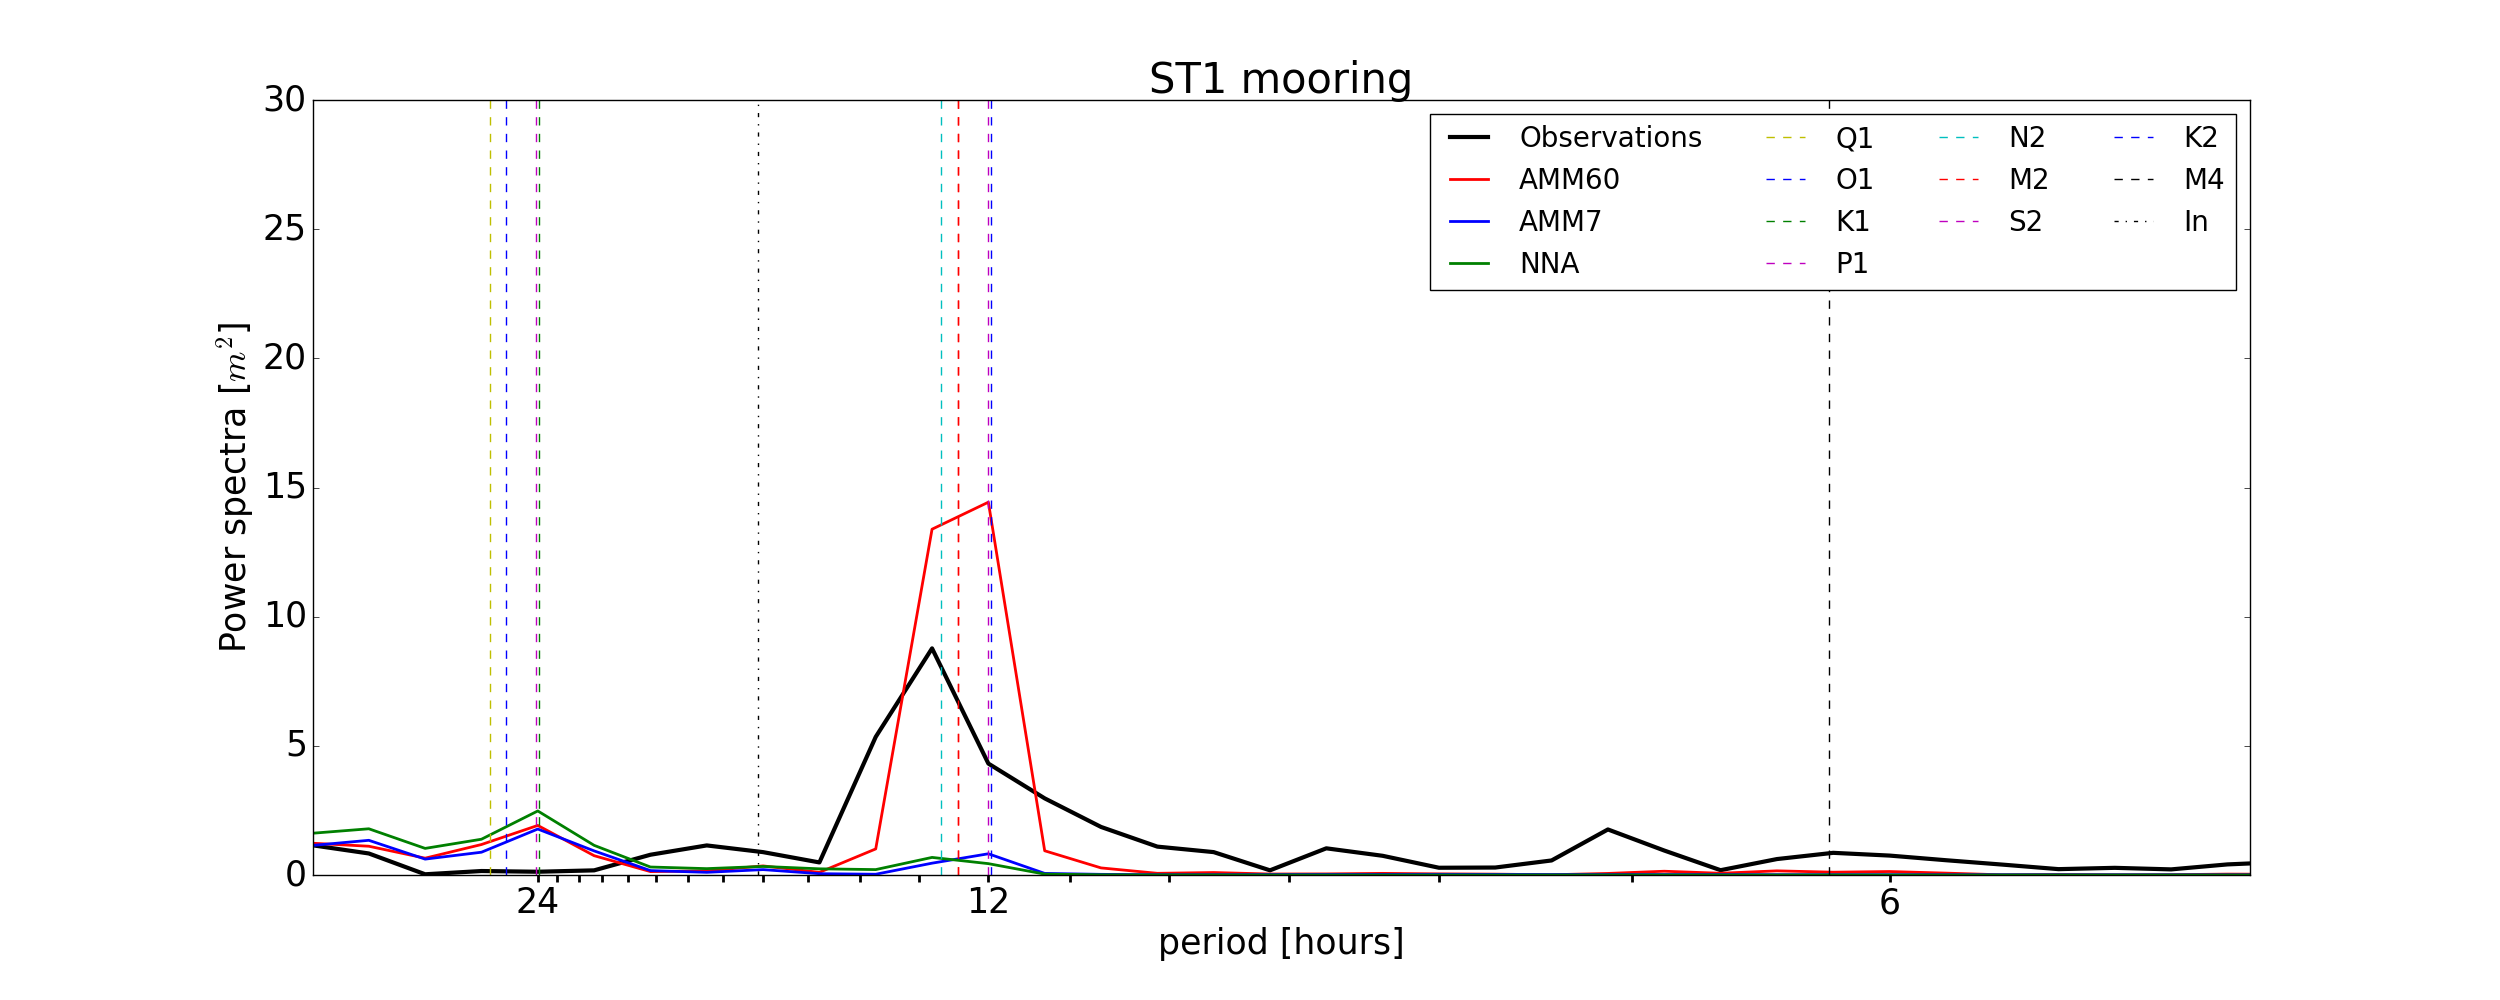 ST1 mooring
30
25
20
15
10
5
0
Power spectra [m²]
Observations
AMM60
AMM7
NNA
Q1
O1
K1
P1
N2
M2
S2
K2
M4
In
24
12
6
period [hours]